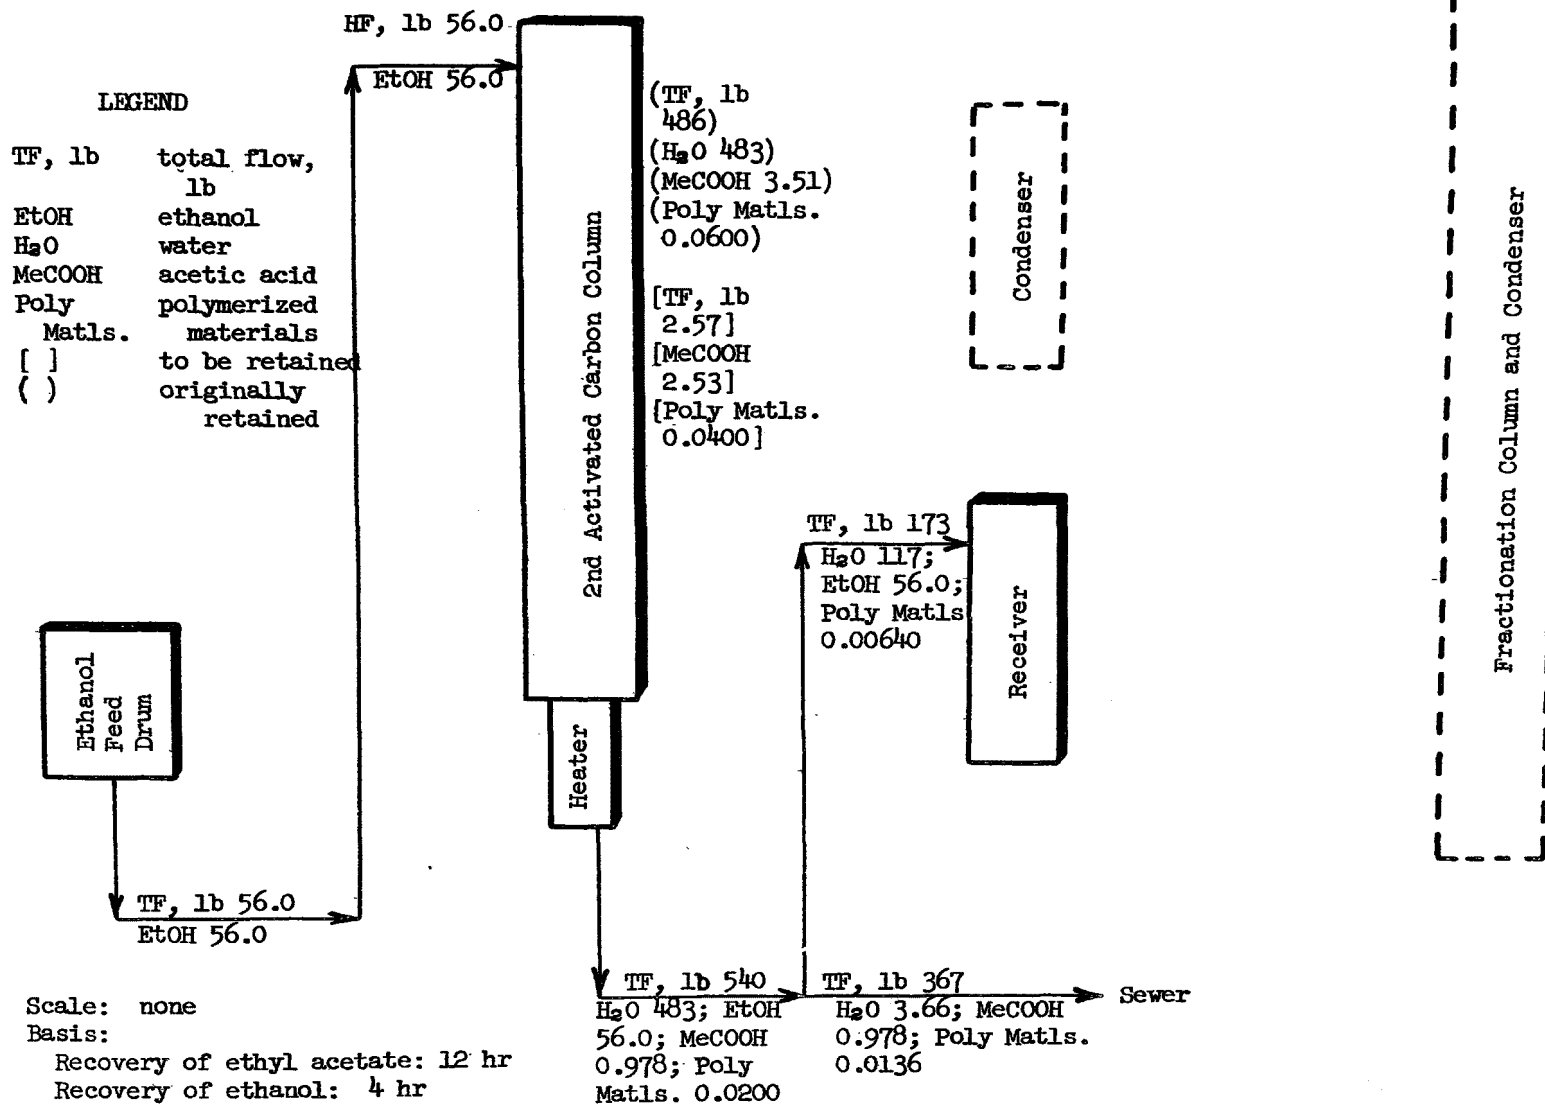 HF, lb 56.0
EtOH 56.0
LEGEND
TF, lb total flow,
lb
EtOH ethanol
H₂O water
MeCOOH acetic acid
Poly polymerized
Matls. materials
[ ] to be retained
( ) originally
retained
2nd Activated Carbon Column
(TF, lb
486)
(H₂O 483)
(MeCOOH 3.51)
(Poly Matls.
0.0600)
[TF, lb
2.57]
[MeCOOH
2.53]
[Poly Matls.
0.0400]
Condenser
Fractionation Column and Condenser
TF, lb 173
H₂O 117;
EtOH 56.0;
Poly Matls
0.00640
Receiver
Ethanol
Feed
Drum
Heater
TF, lb 56.0
EtOH 56.0
TF, lb 540
H₂O 483; EtOH
56.0; MeCOOH
0.978; Poly
Matls. 0.0200
TF, lb 367
H₂O 3.66; MeCOOH
0.978; Poly Matls.
0.0136
Sewer
Scale: none
Basis:
Recovery of ethyl acetate: 12 hr
Recovery of ethanol: 4 hr